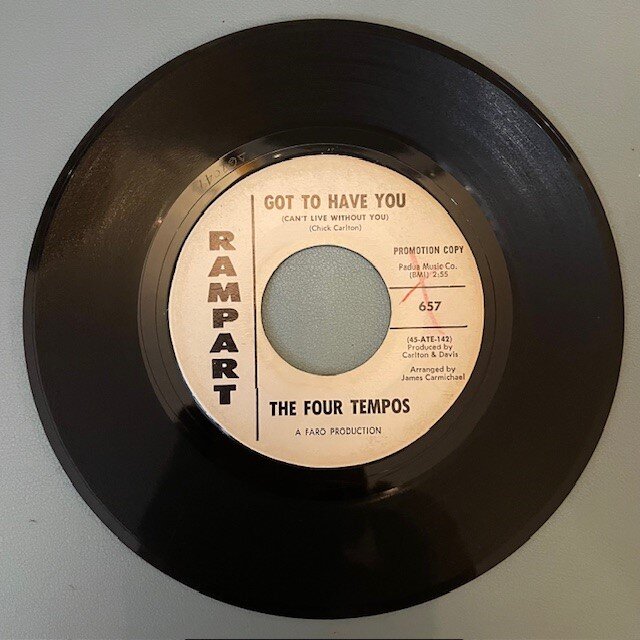 GOT TO HAVE YOU
(CAN'T LIVE WITHOUT YOU)
(Chick Carlton)
RAMPART
PROMOTION COPY
Padua Music Co.
(BMI) 2:55
657
(45-ATE-142)
Produced by
Carlton & Davis
Arranged by
James Carmichael
THE FOUR TEMPOS
A FARO PRODUCTION